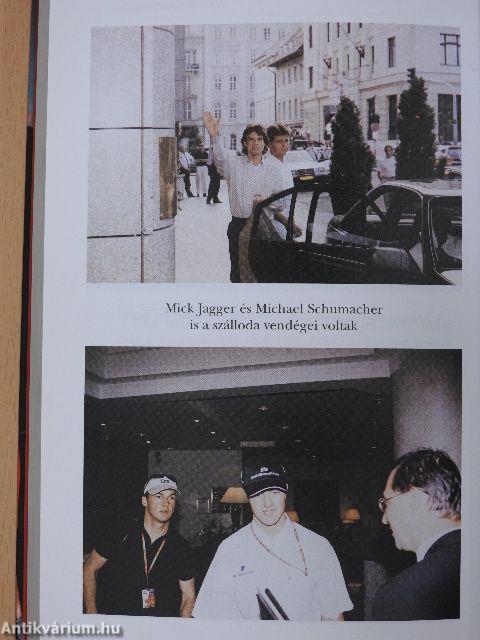 Mick Jagger és Michael Schumacher
is a szálloda vendégei voltak
Antikvárium.hu